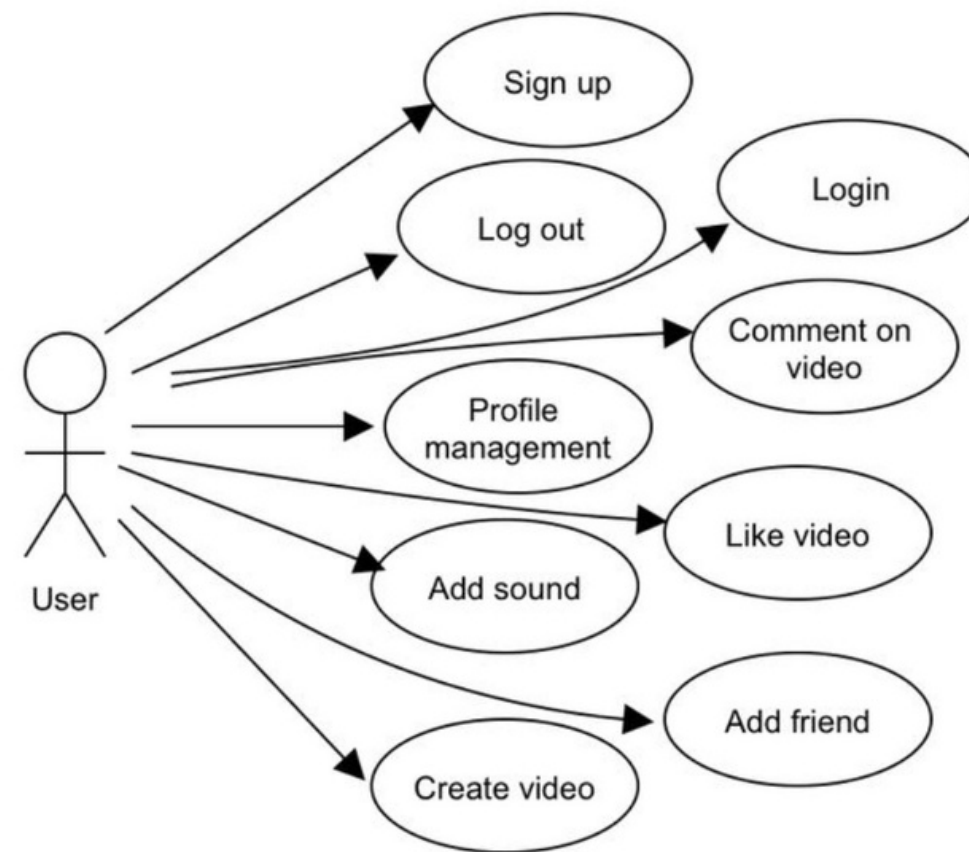 Sign up
Login
Log out
Comment on
video
Profile
management
Like video
Add sound
User
Add friend
Create video